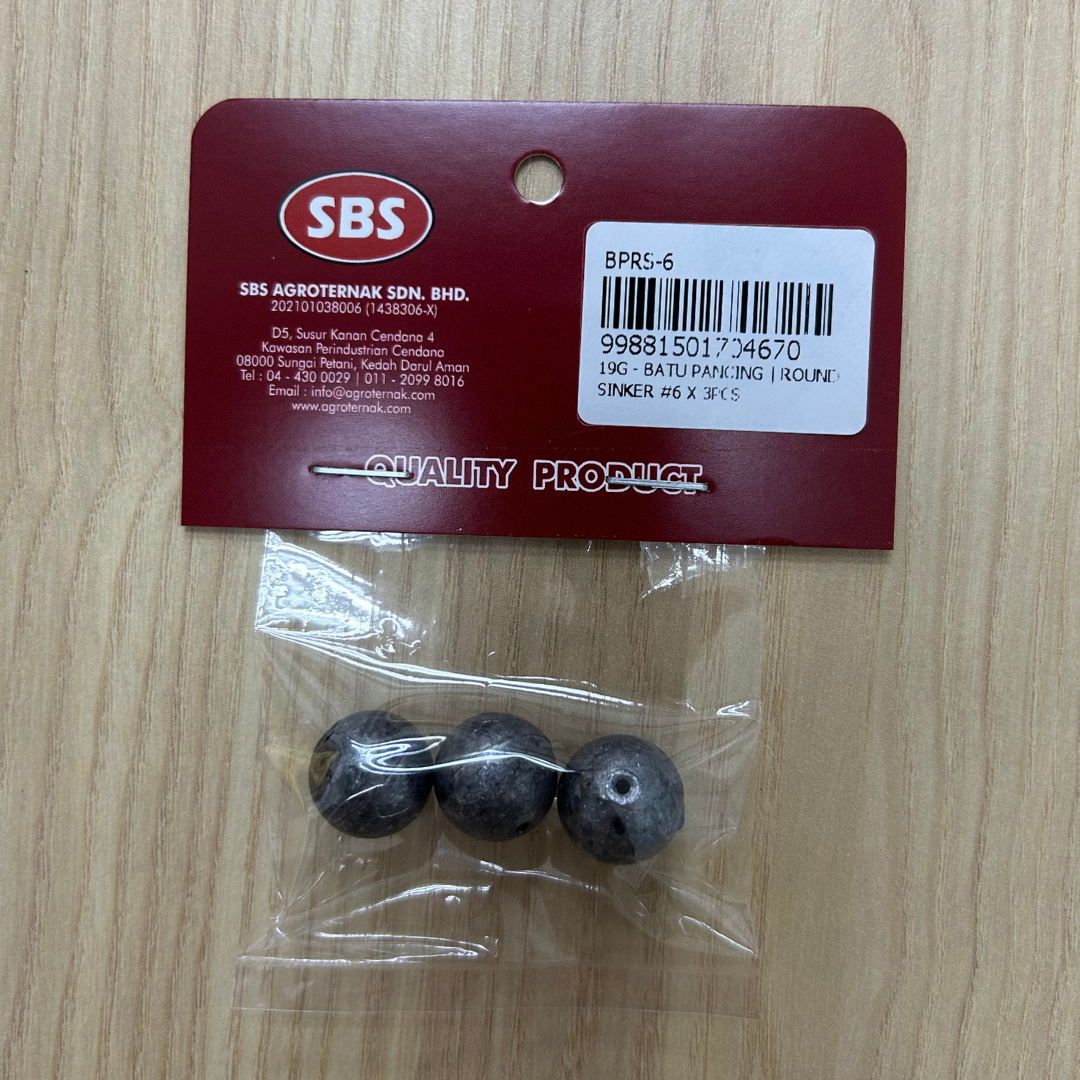 SBS
SBS AGROTERNAK SDN. BHD.
202101038006 (1438306-X)
D5, Susur Kanan Cendana 4
Kawasan Perindustrian Cendana
08000 Sungai Petani, Kedah Darul Aman
Tel : 04 - 430 0029 | 011 - 2099 8016
Email : info@agroternak.com
www.agroternak.com
BPRS-6
9988150170​4670
19G - BATU PANCING | ROUND
SINKER #6 X 3PCS
QUALITY PRODUCT